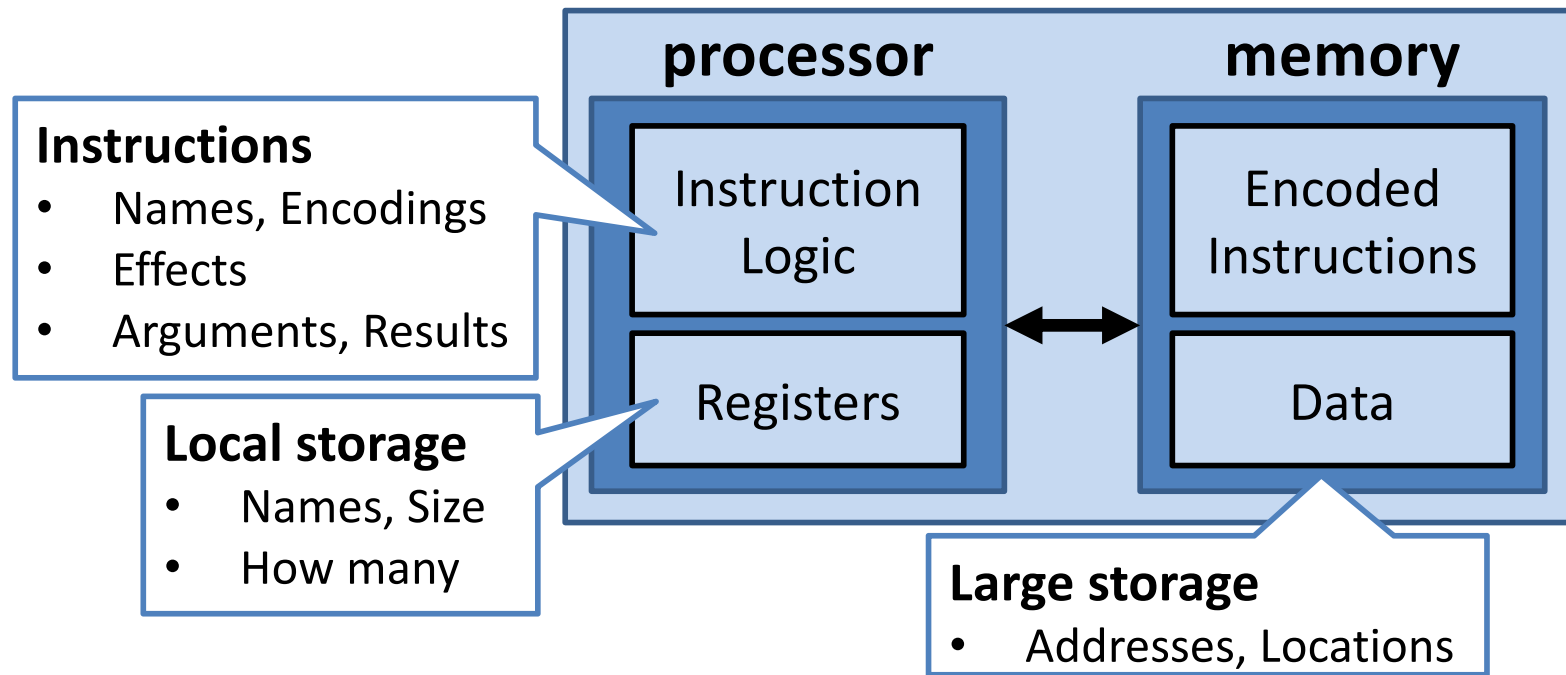 processor
memory
Instructions
• Names, Encodings
• Effects
• Arguments, Results
Instruction
Logic
Encoded
Instructions
Registers
Data
Local storage
• Names, Size
• How many
Large storage
• Addresses, Locations